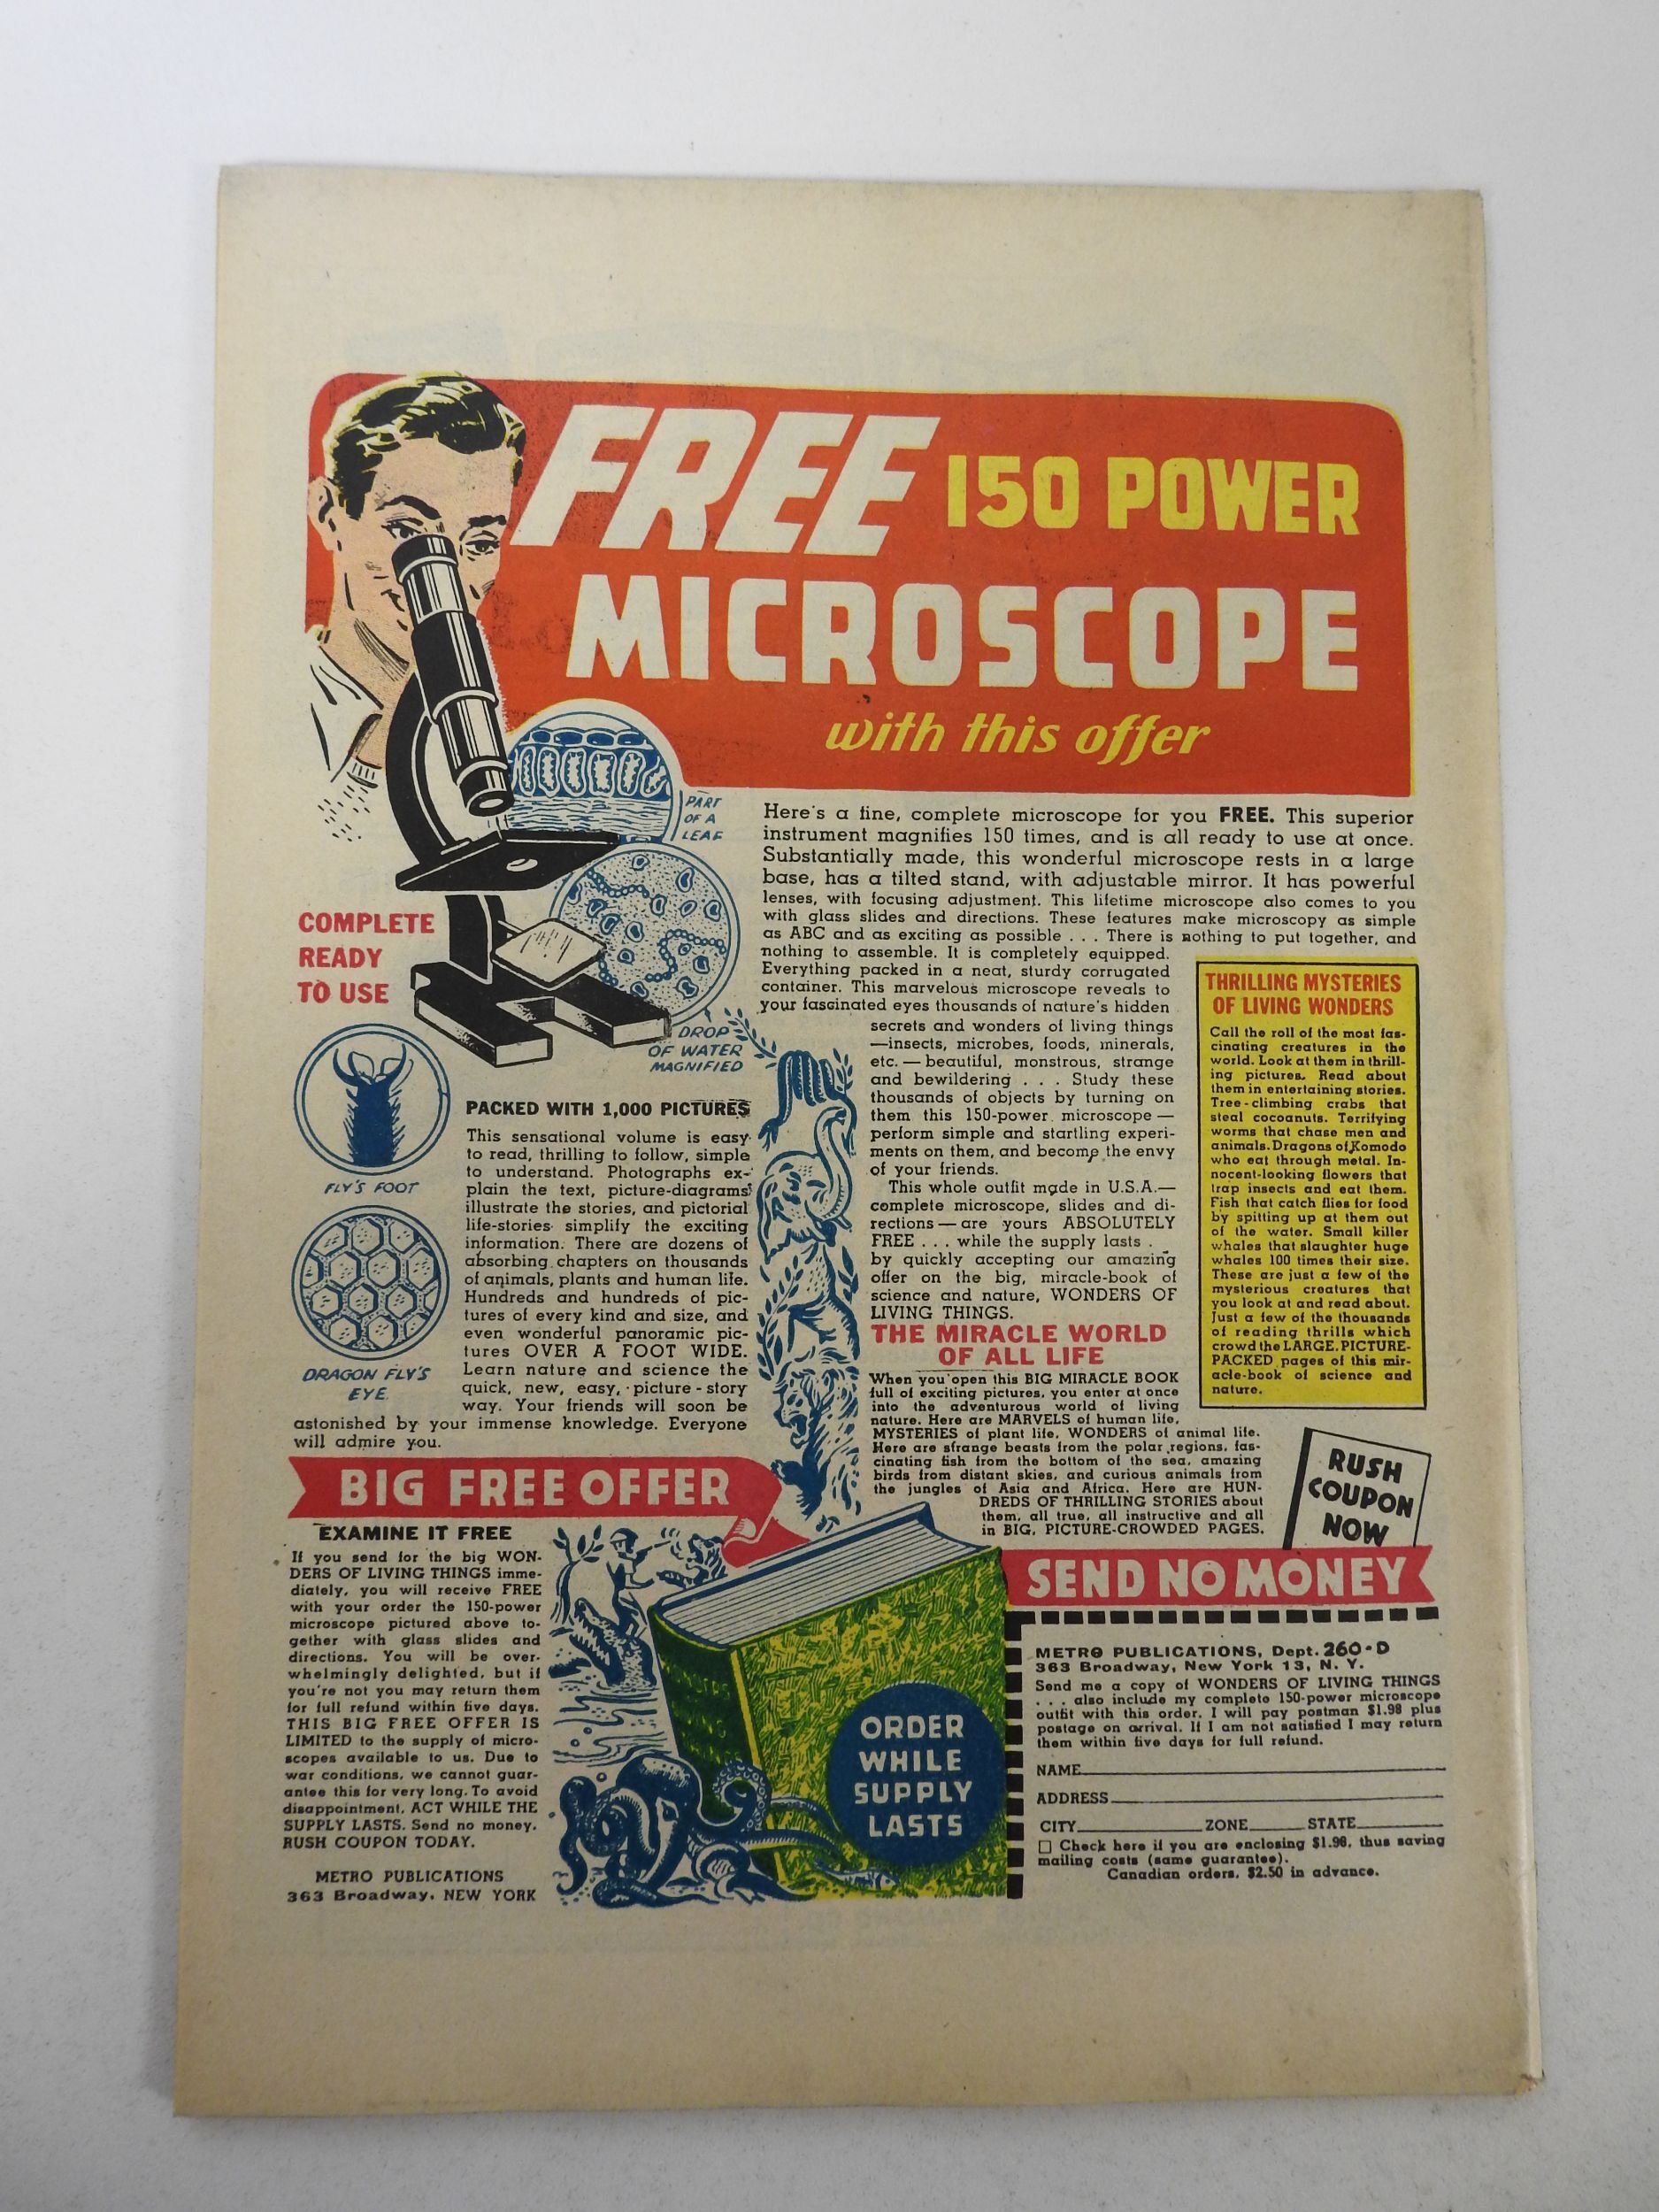 FREE 150 POWER
MICROSCOPE
with this offer
PART
OF A
LEAF
COMPLETE
READY
TO USE
DROP
OF WATER
MAGNIFIED
FLY'S FOOT
DRAGON FLY'S
EYE
Here's a fine, complete microscope for you FREE. This superior
instrument magnifies 150 times, and is all ready to use at once.
Substantially made, this wonderful microscope rests in a large
base, has a tilted stand, with adjustable mirror. It has powerful
lenses, with focusing adjustment. This lifetime microscope also comes to you
with glass slides and directions. These features make microscopy as simple
as ABC and as exciting as possible . . . There is nothing to put together, and
nothing to assemble. It is completely equipped.
Everything packed in a neat, sturdy corrugated
container. This marvelous microscope reveals to
your fascinated eyes thousands of nature's hidden
secrets and wonders of living things
—insects, microbes, foods, minerals,
etc. — beautiful, monstrous, strange
and bewildering . . . Study these
thousands of objects by turning on
them this 150-power microscope —
perform simple and startling experi-
ments on them, and become the envy
of your friends.
This whole outfit made in U.S.A.—
complete microscope, slides and di-
rections — are yours ABSOLUTELY
FREE . . . while the supply lasts .
by quickly accepting our amazing
offer on the big, miracle-book of
science and nature, WONDERS OF
LIVING THINGS.
THE MIRACLE WORLD
OF ALL LIFE
When you open this BIG MIRACLE BOOK
full of exciting pictures, you enter at once
into the adventurous world of living
nature. Here are MARVELS of human life,
MYSTERIES of plant life, WONDERS of animal life.
Here are strange beasts from the polar regions, fas-
cinating fish from the bottom of the sea, amazing
birds from distant skies, and curious animals from
the jungles of Asia and Africa. Here are HUN-
DREDS OF THRILLING STORIES about
them, all true, all instructive and all
in BIG, PICTURE-CROWDED PAGES.
THRILLING MYSTERIES
OF LIVING WONDERS
Call the roll of the most fas-
cinating creatures in the
world. Look at them in thrill-
ing pictures. Read about
them in entertaining stories.
Tree-climbing crabs that
steal cocoanuts. Terrifying
worms that chase men and
animals. Dragons of Komodo
who eat through metal. In-
nocent-looking flowers that
trap insects and eat them.
Fish that catch flies for food
by spitting up at them out
of the water. Small killer
whales that slaughter huge
whales 100 times their size.
These are just a few of the
mysterious creatures that
you look at and read about.
Just a few of the thousands
of reading thrills which
crowd the LARGE, PICTURE-
PACKED pages of this mir-
acle-book of science and
nature.
PACKED WITH 1,000 PICTURES
This sensational volume is easy
to read, thrilling to follow, simple
to understand. Photographs ex-
plain the text, picture-diagrams
illustrate the stories, and pictorial
life-stories simplify the exciting
information. There are dozens of
absorbing chapters on thousands
of animals, plants and human life.
Hundreds and hundreds of pic-
tures of every kind and size, and
even wonderful panoramic pic-
tures OVER A FOOT WIDE.
Learn nature and science the
quick, new, easy, picture - story
way. Your friends will soon be
astonished by your immense knowledge. Everyone
will admire you.
BIG FREE OFFER
EXAMINE IT FREE
If you send for the big WON-
DERS OF LIVING THINGS imme-
diately, you will receive FREE
with your order the 150-power
microscope pictured above to-
gether with glass slides and
directions. You will be over-
whelmingly delighted, but if
you're not you may return them
for full refund within five days.
THIS BIG FREE OFFER IS
LIMITED to the supply of micro-
scopes available to us. Due to
war conditions, we cannot guar-
antee this for very long. To avoid
disappointment, ACT WHILE THE
SUPPLY LASTS. Send no money.
RUSH COUPON TODAY.
METRO PUBLICATIONS
363 Broadway, NEW YORK
ORDER
WHILE
SUPPLY
LASTS
RUSH
COUPON
NOW
SEND NO MONEY
METRO PUBLICATIONS, Dept. 260-D
363 Broadway, New York 13, N. Y.
Send me a copy of WONDERS OF LIVING THINGS
. . . also include my complete 150-power microscope
outfit with this order. I will pay postman $1.98 plus
postage on arrival. If I am not satisfied I may return
them within five days for full refund.
NAME
ADDRESS
CITY ZONE STATE
☐ Check here if you are enclosing $1.98, thus saving
mailing costs (same guarantee).
Canadian orders, $2.50 in advance.